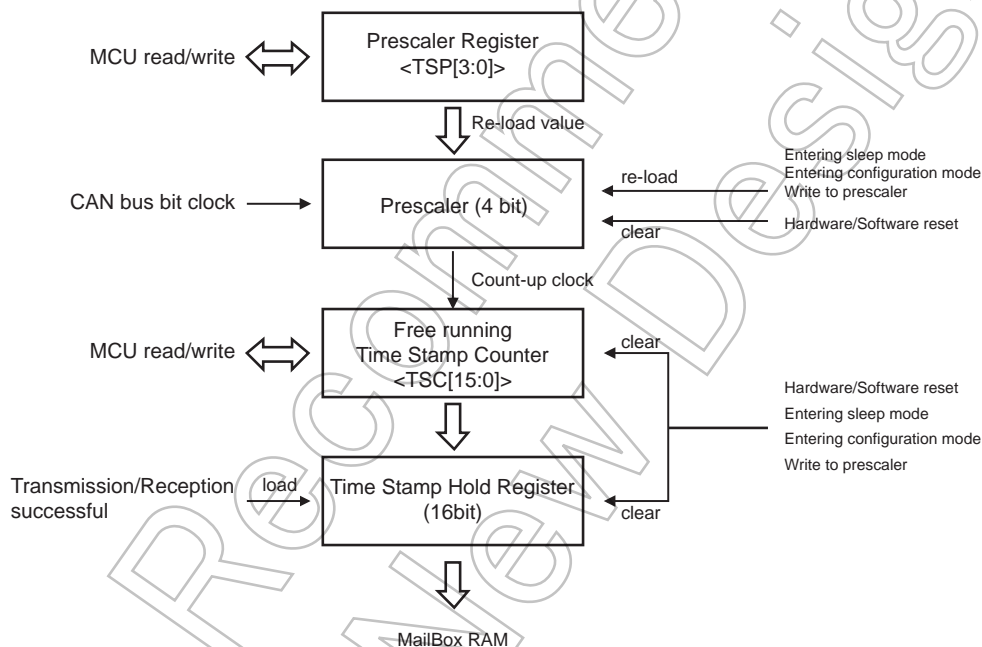 Prescaler Register
<TSP[3:0]>
MCU read/write
Re-load value
Entering sleep mode
Entering configuration mode
Write to prescaler
re-load
CAN bus bit clock
Prescaler (4 bit)
Hardware/Software reset
clear
Count-up clock
Free running
Time Stamp Counter
<TSC[15:0]>
MCU read/write
clear
Hardware/Software reset
Entering sleep mode
Entering configuration mode
Write to prescaler
Transmission/Reception
successful
load
Time Stamp Hold Register
(16bit)
clear
MailBox RAM
Recomme
New Desig